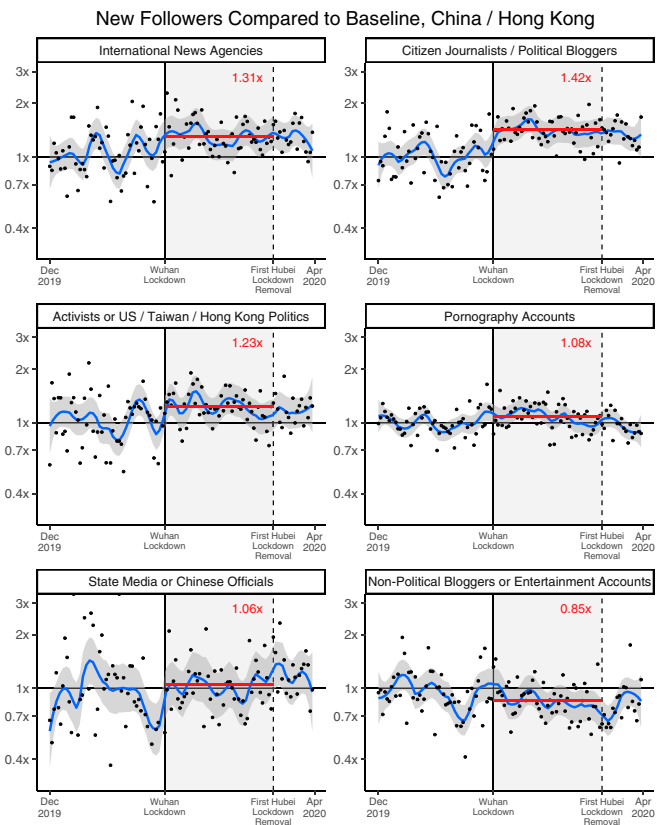 New Followers Compared to Baseline, China / Hong Kong
International News Agencies
Citizen Journalists / Political Bloggers
3x
2x
1x
0.7x
0.4x
1.31x
3x
2x
1x
0.7x
0.4x
1.42x
Dec
2019
Wuhan
Lockdown
First Hubei
Lockdown
Removal
Apr
2020
Dec
2019
Wuhan
Lockdown
First Hubei
Lockdown
Removal
Apr
2020
Activists or US / Taiwan / Hong Kong Politics
Pornography Accounts
3x
2x
1x
0.7x
0.4x
1.23x
3x
2x
1x
0.7x
0.4x
1.08x
Dec
2019
Wuhan
Lockdown
First Hubei
Lockdown
Removal
Apr
2020
Dec
2019
Wuhan
Lockdown
First Hubei
Lockdown
Removal
Apr
2020
State Media or Chinese Officials
Non-Political Bloggers or Entertainment Accounts
3x
2x
1x
0.7x
0.4x
1.06x
3x
2x
1x
0.7x
0.4x
0.85x
Dec
2019
Wuhan
Lockdown
First Hubei
Lockdown
Removal
Apr
2020
Dec
2019
Wuhan
Lockdown
First Hubei
Lockdown
Removal
Apr
2020